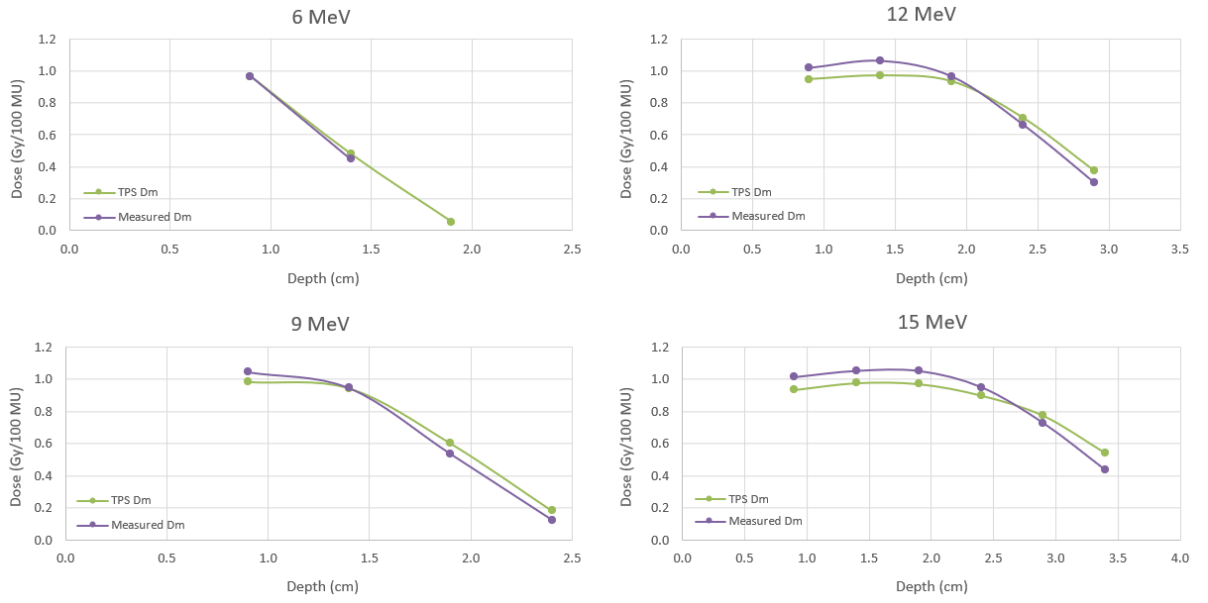 6 MeV
Dose (Gy/100 MU)
1.2
1.0
0.8
0.6
0.4
0.2
0.0
TPS Dm
Measured Dm
0.0 0.5 1.0 1.5 2.0 2.5
Depth (cm)
12 MeV
Dose (Gy/100 MU)
1.2
1.0
0.8
0.6
0.4
0.2
0.0
TPS Dm
Measured Dm
0.0 0.5 1.0 1.5 2.0 2.5 3.0 3.5
Depth (cm)
9 MeV
Dose (Gy/100 MU)
1.2
1.0
0.8
0.6
0.4
0.2
0.0
TPS Dm
Measured Dm
0.0 0.5 1.0 1.5 2.0 2.5
Depth (cm)
15 MeV
Dose (Gy/100 MU)
1.2
1.0
0.8
0.6
0.4
0.2
0.0
TPS Dm
Measured Dm
0.0 0.5 1.0 1.5 2.0 2.5 3.0 3.5 4.0
Depth (cm)